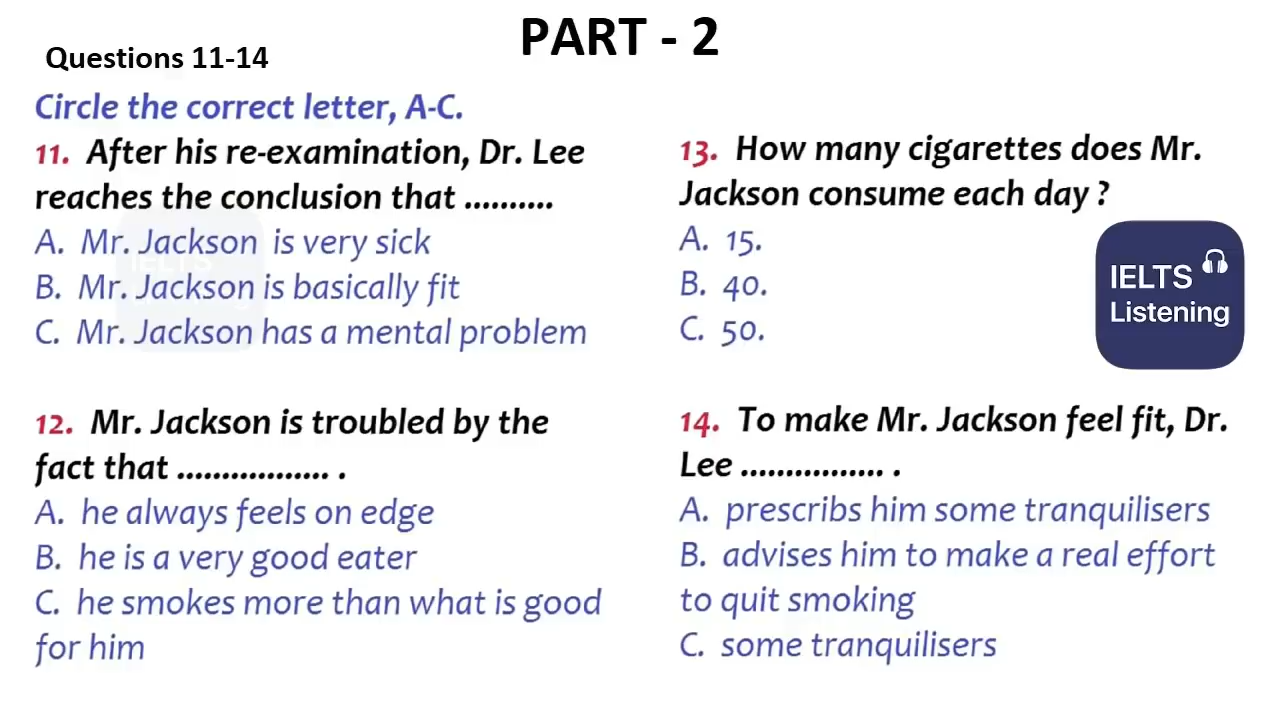 PART - 2
Questions 11-14
Circle the correct letter, A-C.
11. After his re-examination, Dr. Lee
reaches the conclusion that ..........
A. Mr. Jackson is very sick
B. Mr. Jackson is basically fit
C. Mr. Jackson has a mental problem
12. Mr. Jackson is troubled by the
fact that ................. .
A. he always feels on edge
B. he is a very good eater
C. he smokes more than what is good
for him
13. How many cigarettes does Mr.
Jackson consume each day ?
A. 15.
B. 40.
C. 50.
14. To make Mr. Jackson feel fit, Dr.
Lee ................ .
A. prescribs him some tranquilisers
B. advises him to make a real effort
to quit smoking
C. some tranquilisers
IELTS
Listening
IELTS
Listening